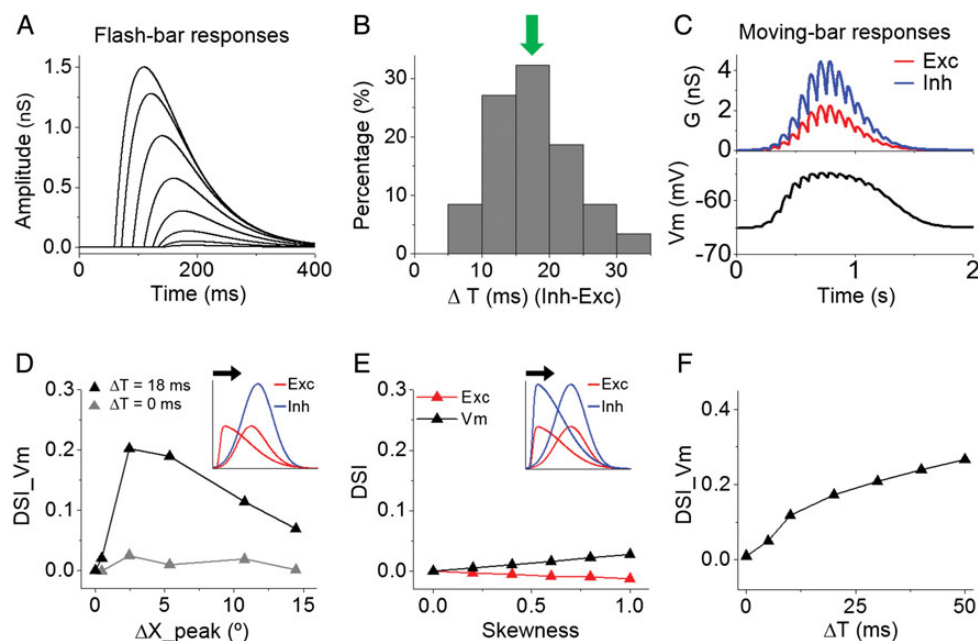 A
Flash-bar responses
Amplitude (nS)
1.5
1.0
0.5
0.0
0 200 400
Time (ms)
B
Percentage (%)
30
20
10
0
0 10 20 30
Δ T (ms) (Inh-Exc)
C
Moving-bar responses
Exc
Inh
G (nS)
4
2
0
Vm (mV)
-60
-70
0 1 2
Time (s)
D
ΔT = 18 ms
ΔT = 0 ms
Exc
Inh
DSI_Vm
0.3
0.2
0.1
0.0
0 5 10 15
ΔX_peak (º)
E
Exc
Vm
Exc
Inh
DSI
0.3
0.2
0.1
0.0
0.0 0.5 1.0
Skewness
F
DSI_Vm
0.4
0.2
0.0
0 25 50
ΔT (ms)